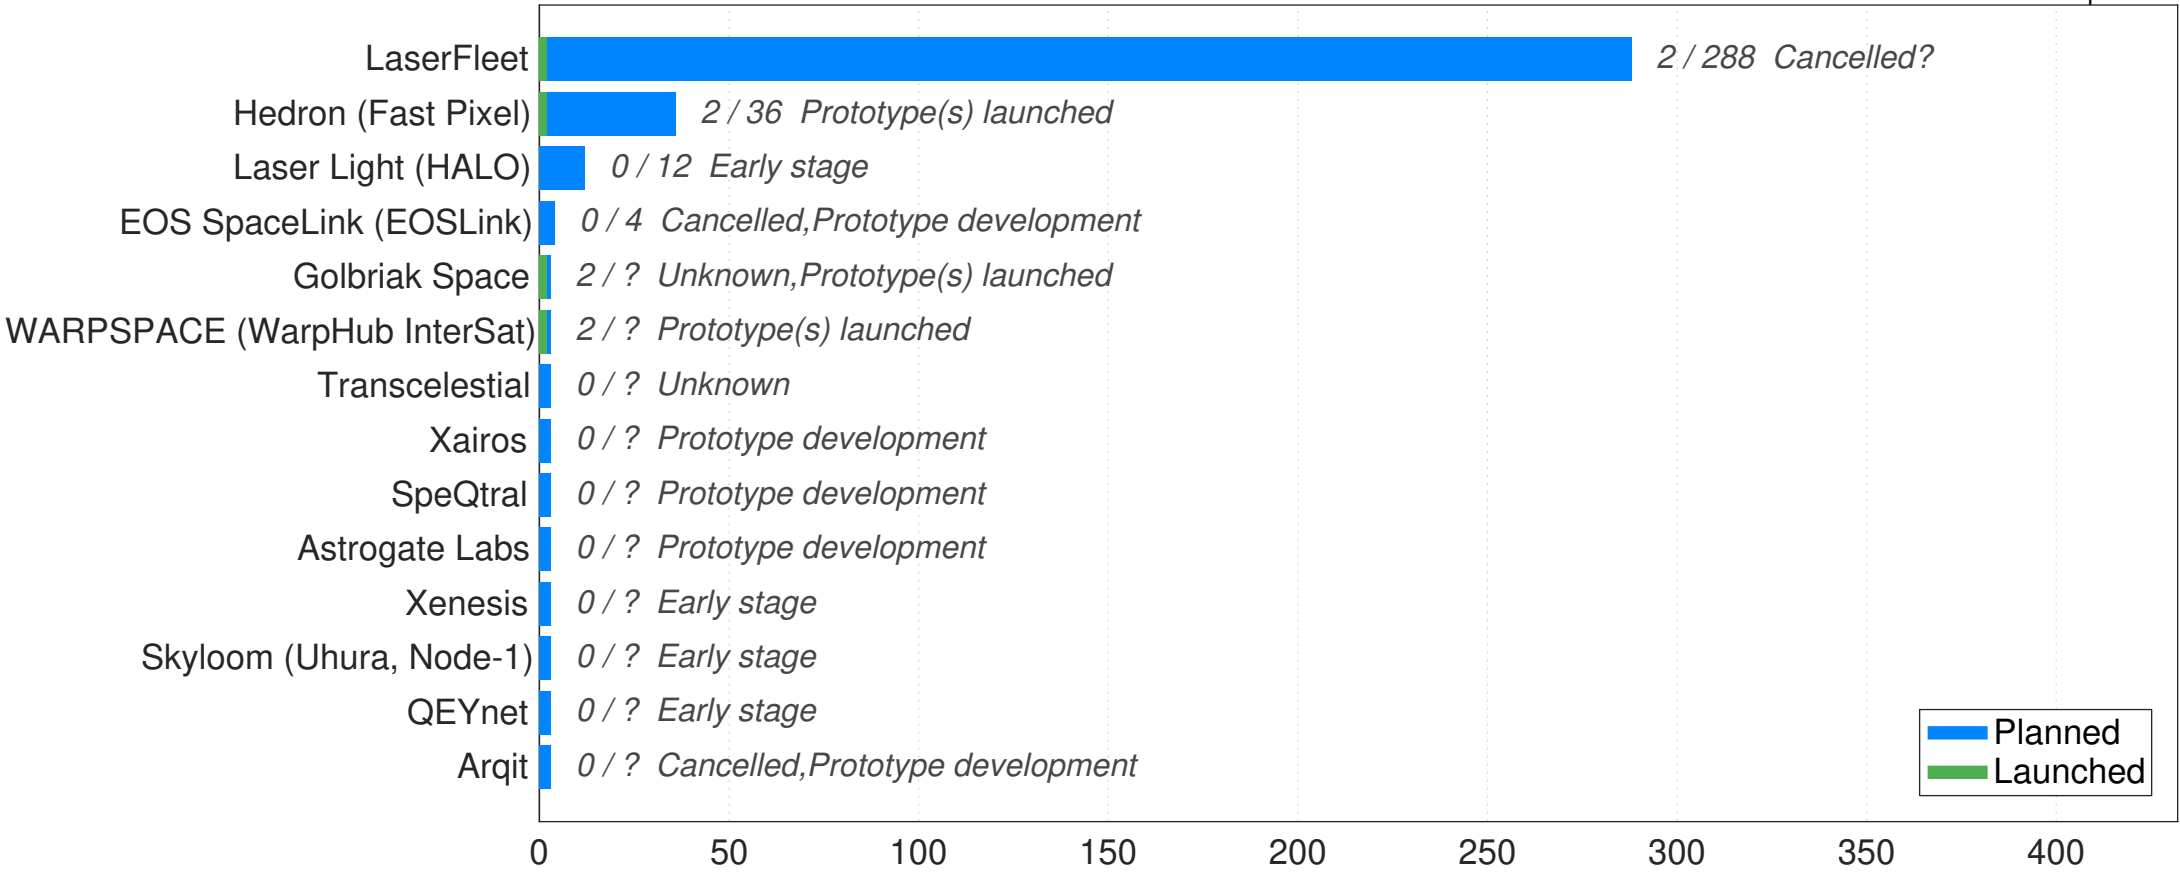 LaserFleet 2 / 288 Cancelled?
Hedron (Fast Pixel) 2 / 36 Prototype(s) launched
Laser Light (HALO) 0 / 12 Early stage
EOS SpaceLink (EOSLink) 0 / 4 Cancelled,Prototype development
Golbriak Space 2 / ? Unknown,Prototype(s) launched
WARPSPACE (WarpHub InterSat) 2 / ? Prototype(s) launched
Transcelestial 0 / ? Unknown
Xairos 0 / ? Prototype development
SpeQtral 0 / ? Prototype development
Astrogate Labs 0 / ? Prototype development
Xenesis 0 / ? Early stage
Skyloom (Uhura, Node-1) 0 / ? Early stage
QEYnet 0 / ? Early stage
Arqit 0 / ? Cancelled,Prototype development
Planned
Launched
0 50 100 150 200 250 300 350 400